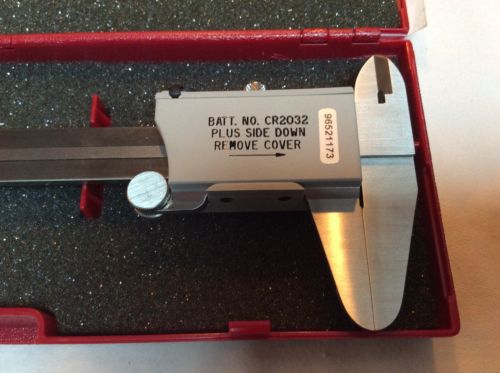 BATT. NO. CR2032
PLUS SIDE DOWN
REMOVE COVER
96521173